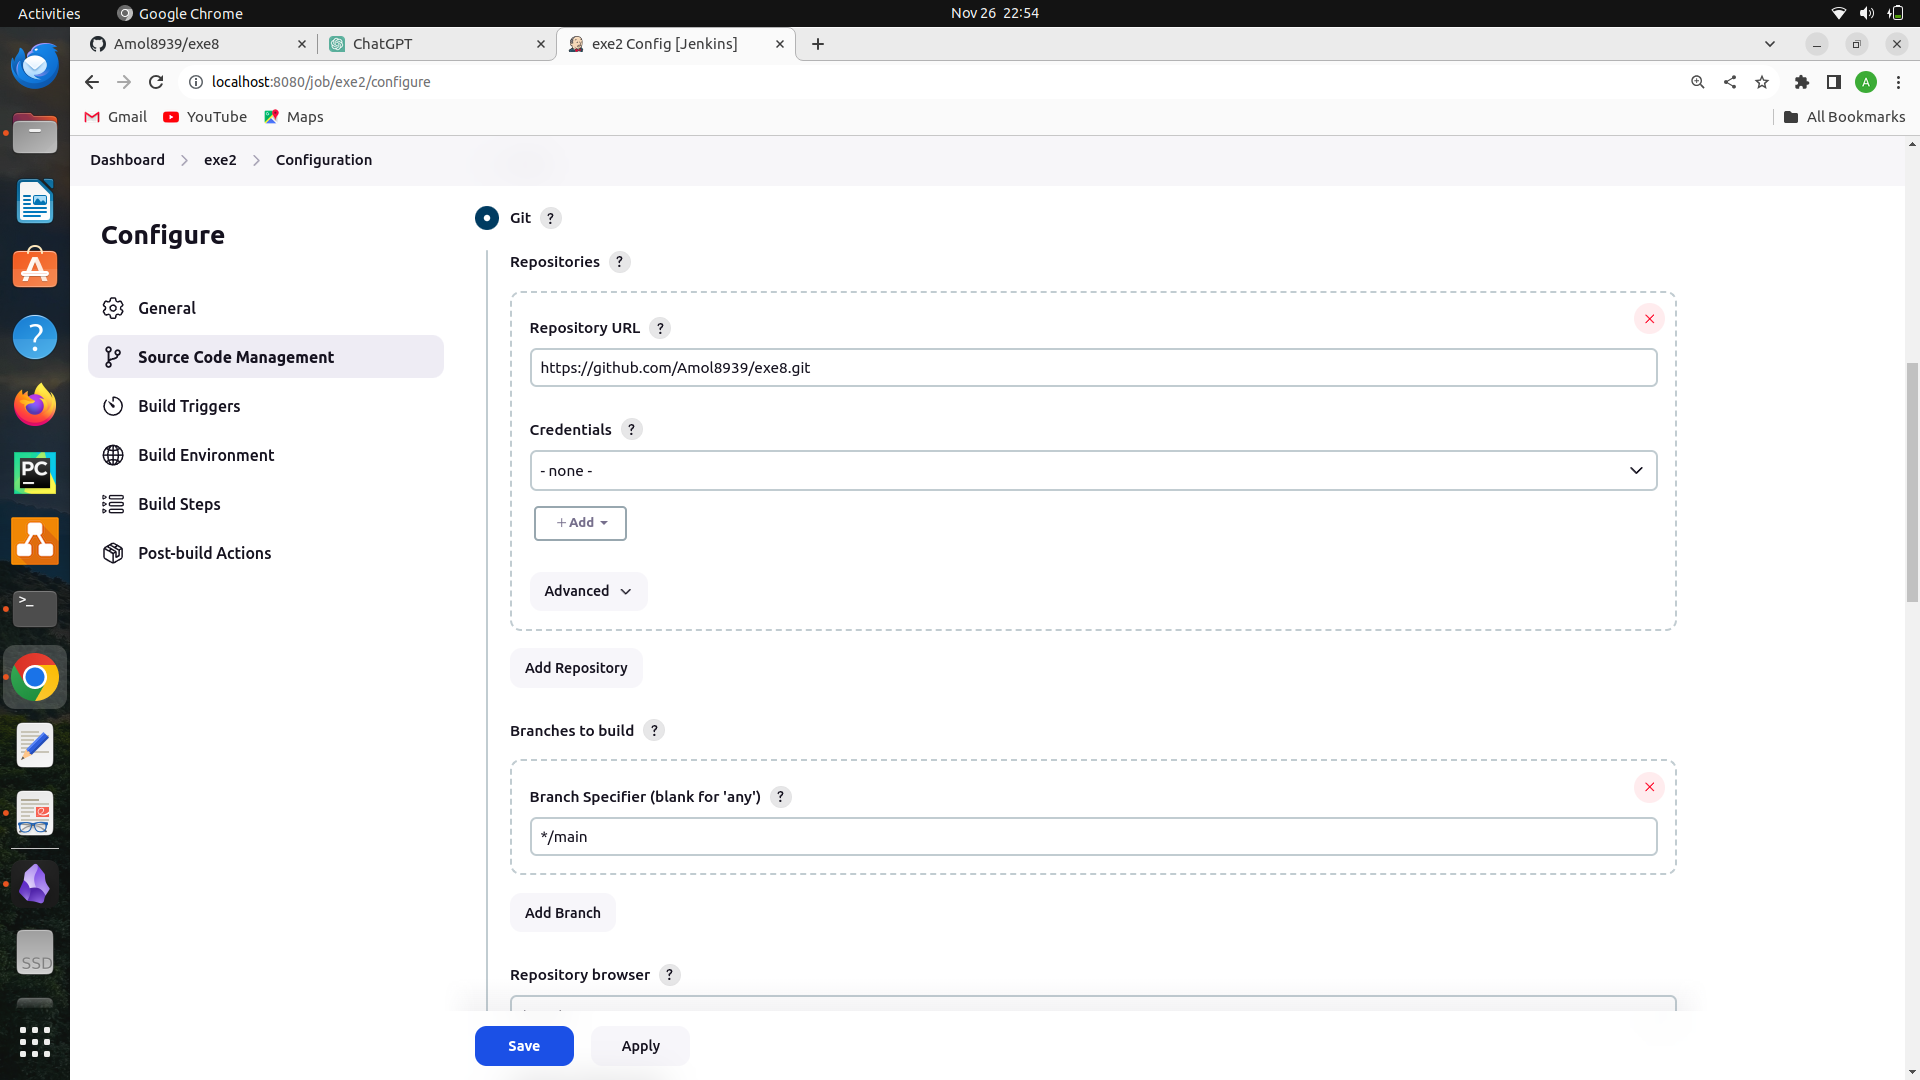 Activities
Google Chrome
Nov 26 22:54
Amol8939/exe8
ChatGPT
exe2 Config [Jenkins]
localhost:8080/job/exe2/configure
A
Gmail
YouTube
Maps
All Bookmarks
Dashboard
exe2
Configuration
Configure
General
Source Code Management
Build Triggers
Build Environment
Build Steps
Post-build Actions
Git ?
Repositories ?
Repository URL ?
https://github.com/Amol8939/exe8.git
Credentials ?
- none -
+ Add
Advanced
Add Repository
Branches to build ?
Branch Specifier (blank for 'any') ?
*/main
Add Branch
Repository browser ?
Save
Apply
?
PC
>_
SSD